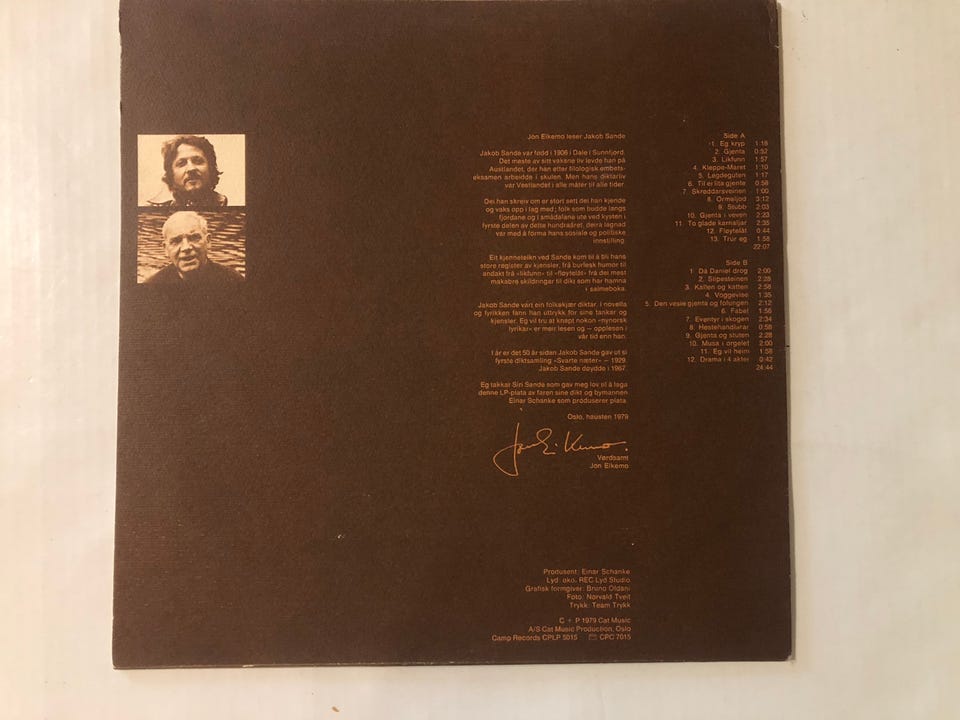 Jon Eikemo leser Jakob Sande
Jakob Sande var fødd i 1906 i Dale i Sunnfjord.
Det meste av sitt vaksne liv levde han på
Austlandet, der han etter filologisk embets-
eksamen arbeidde i skulen. Men hans diktarliv
var Vestlandet i alle måter til alle tider.
Dei han skreiv om er stort sett dei han kjende
og vaks opp i lag med; folk som budde langs
fjordane og i smådalane ute ved kysten i
fyrste delen av dette hundreåret, deira lagnad
var med å forma hans sosiale og politiske
innstilling.
Eit kjenneteikn ved Sande kom til å bli hans
store register av kjensler, frå burlesk humor til
andakt frå «likfunn» til «fløytelåt» frå dei mest
makabre skildringar til dikt som har hamna
i salmeboka.
Jakob Sande vart ein folkekjær diktar. I novella
og lyrikken fann han uttrykk for sine tankar og
kjensler. Eg vil tru at knapt nokon «nynorsk
lyrikar» er meir lesen og – opplesen i
vår tid enn han.
I år er det 50 år sidan Jakob Sande gav ut si
fyrste diktsamling «Svarte næter» – 1929.
Jakob Sande døydde i 1967.
Eg takkar Siri Sande som gav meg lov til å laga
denne LP-plata av faren sine dikt og bymannen
Einar Schanke som produserer plata.
Oslo, hausten 1979
Jon Eikemo.
Vørdsamt
Jon Eikemo
Side A
1. Eg kryp 1:18
2. Gjenta 0:52
3. Likfunn 1:57
4. Kleppe-Maret 1:10
5. Legdeguten 1:17
6. Til ei lita gjente 0:58
7. Skreddarsveinen 1:00
8. Ormeljod 3:12
9. Stubb 2:03
10. Gjenta i veven 2:23
11. To glade karnaljar 2:35
12. Fløytelåt 0:44
13. Trur eg 1:58
22:07
Side B
1. Då Daniel drog 2:00
2. Slipesteinen 2:28
3. Kallen og katten 2:58
4. Voggevise 1:35
5. Den vesle gjenta og folungen 2:12
6. Fabel 1:56
7. Eventyr i skogen 2:34
8. Hestehandlarar 0:58
9. Gjenta og stuten 2:28
10. Musa i orgelet 2:00
11. Eg vil heim 1:58
12. Drama i 4 akter 0:42
24:44
Produsent: Einar Schanke
Lyd: oko. REC Lyd Studio
Grafisk formgiver: Bruno Oldani
Foto: Norvald Tveit
Trykk: Team Trykk
C + P 1979 Cat Music
A/S Cat Music Production, Oslo
Camp Records CPLP 5015 CPC 7015